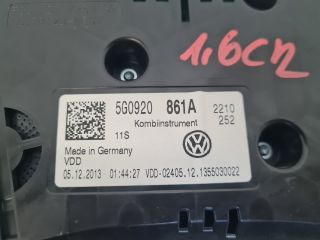 1.6cn
5G0920 861A 2210
Kombiinstrument 252
11S
Made in Germany
VDD
05.12.2013 01:44:27 VDD-02405.12.1355030022